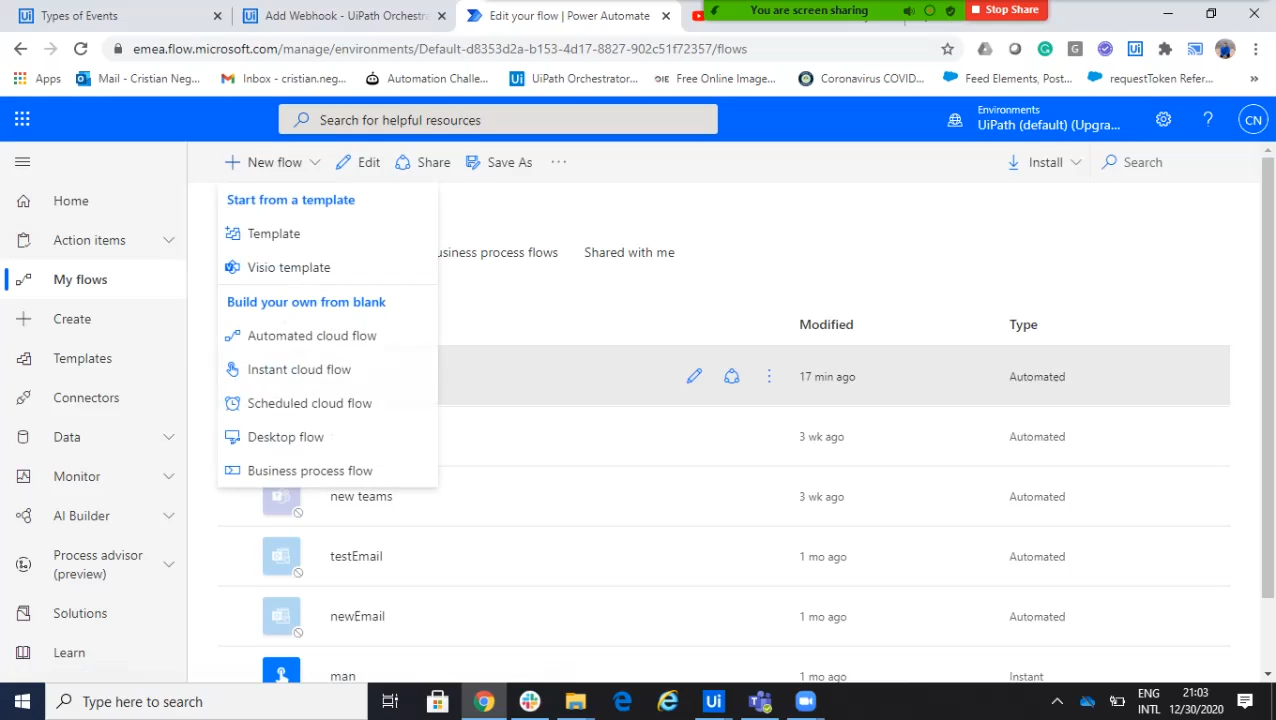 Types of Events
Add Webhook - UiPath Orchestra
Edit your flow | Power Automate
You are screen sharing
Stop Share
emea.flow.microsoft.com/manage/environments/Default-d8353d2a-b153-4d17-8827-902c51f72357/flows
Apps
Mail - Cristian Neg...
Inbox - cristian.neg...
Automation Challe...
UiPath Orchestrator...
Free Online Image...
Coronavirus COVID...
Feed Elements, Post...
requestToken Refer...
Search for helpful resources
Environments
UiPath (default) (Upgra...
CN
New flow
Edit
Share
Save As
Install
Search
Home
Action items
My flows
Create
Templates
Connectors
Data
Monitor
AI Builder
Process advisor
(preview)
Solutions
Learn
Start from a template
Template
Visio template
Build your own from blank
Automated cloud flow
Instant cloud flow
Scheduled cloud flow
Desktop flow
Business process flow
usiness process flows
Shared with me
Modified
Type
17 min ago
Automated
3 wk ago
Automated
new teams
3 wk ago
Automated
testEmail
1 mo ago
Automated
newEmail
1 mo ago
Automated
man
1 mo ago
Instant
Type here to search
ENG
INTL
21:03
12/30/2020